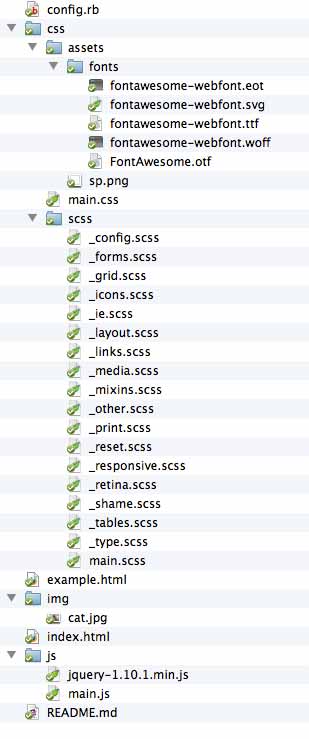 config.rb
css
assets
fonts
fontawesome-webfont.eot
fontawesome-webfont.svg
fontawesome-webfont.ttf
fontawesome-webfont.woff
FontAwesome.otf
sp.png
main.css
scss
_config.scss
_forms.scss
_grid.scss
_icons.scss
_ie.scss
_layout.scss
_links.scss
_media.scss
_mixins.scss
_other.scss
_print.scss
_reset.scss
_responsive.scss
_retina.scss
_shame.scss
_tables.scss
_type.scss
main.scss
example.html
img
cat.jpg
index.html
js
jquery-1.10.1.min.js
main.js
README.md